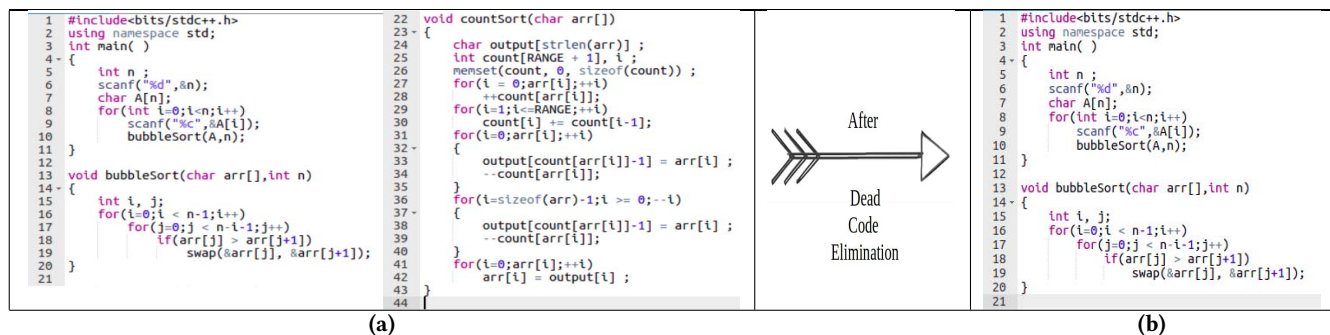 1 #include<bits/stdc++.h>
2 using namespace std;
3 int main( )
4 {
5 int n ;
6 scanf("%d",&n);
7 char A[n];
8 for(int i=0;i<n;i++)
9 scanf("%c",&A[i]);
10 bubbleSort(A,n);
11 }
12
13 void bubbleSort(char arr[],int n)
14 {
15 int i, j;
16 for(i=0;i < n-1;i++)
17 for(j=0;j < n-i-1;j++)
18 if(arr[j] > arr[j+1])
19 swap(&arr[j], &arr[j+1]);
20 }
21
22 void countSort(char arr[])
23 {
24 char output[strlen(arr)] ;
25 int count[RANGE + 1], i ;
26 memset(count, 0, sizeof(count)) ;
27 for(i = 0;arr[i];++i)
28 ++count[arr[i]];
29 for(i=1;i<=RANGE;++i)
30 count[i] += count[i-1];
31 for(i=0;arr[i];++i)
32 {
33 output[count[arr[i]]-1] = arr[i] ;
34 --count[arr[i]];
35 }
36 for(i=sizeof(arr)-1;i >= 0;--i)
37 {
38 output[count[arr[i]]-1] = arr[i] ;
39 --count[arr[i]];
40 }
41 for(i=0;arr[i];++i)
42 arr[i] = output[i] ;
43 }
44
(a)
After
Dead
Code
Elimination
1 #include<bits/stdc++.h>
2 using namespace std;
3 int main( )
4 {
5 int n ;
6 scanf("%d",&n);
7 char A[n];
8 for(int i=0;i<n;i++)
9 scanf("%c",&A[i]);
10 bubbleSort(A,n);
11 }
12
13 void bubbleSort(char arr[],int n)
14 {
15 int i, j;
16 for(i=0;i < n-1;i++)
17 for(j=0;j < n-i-1;j++)
18 if(arr[j] > arr[j+1])
19 swap(&arr[j], &arr[j+1]);
20 }
21
(b)